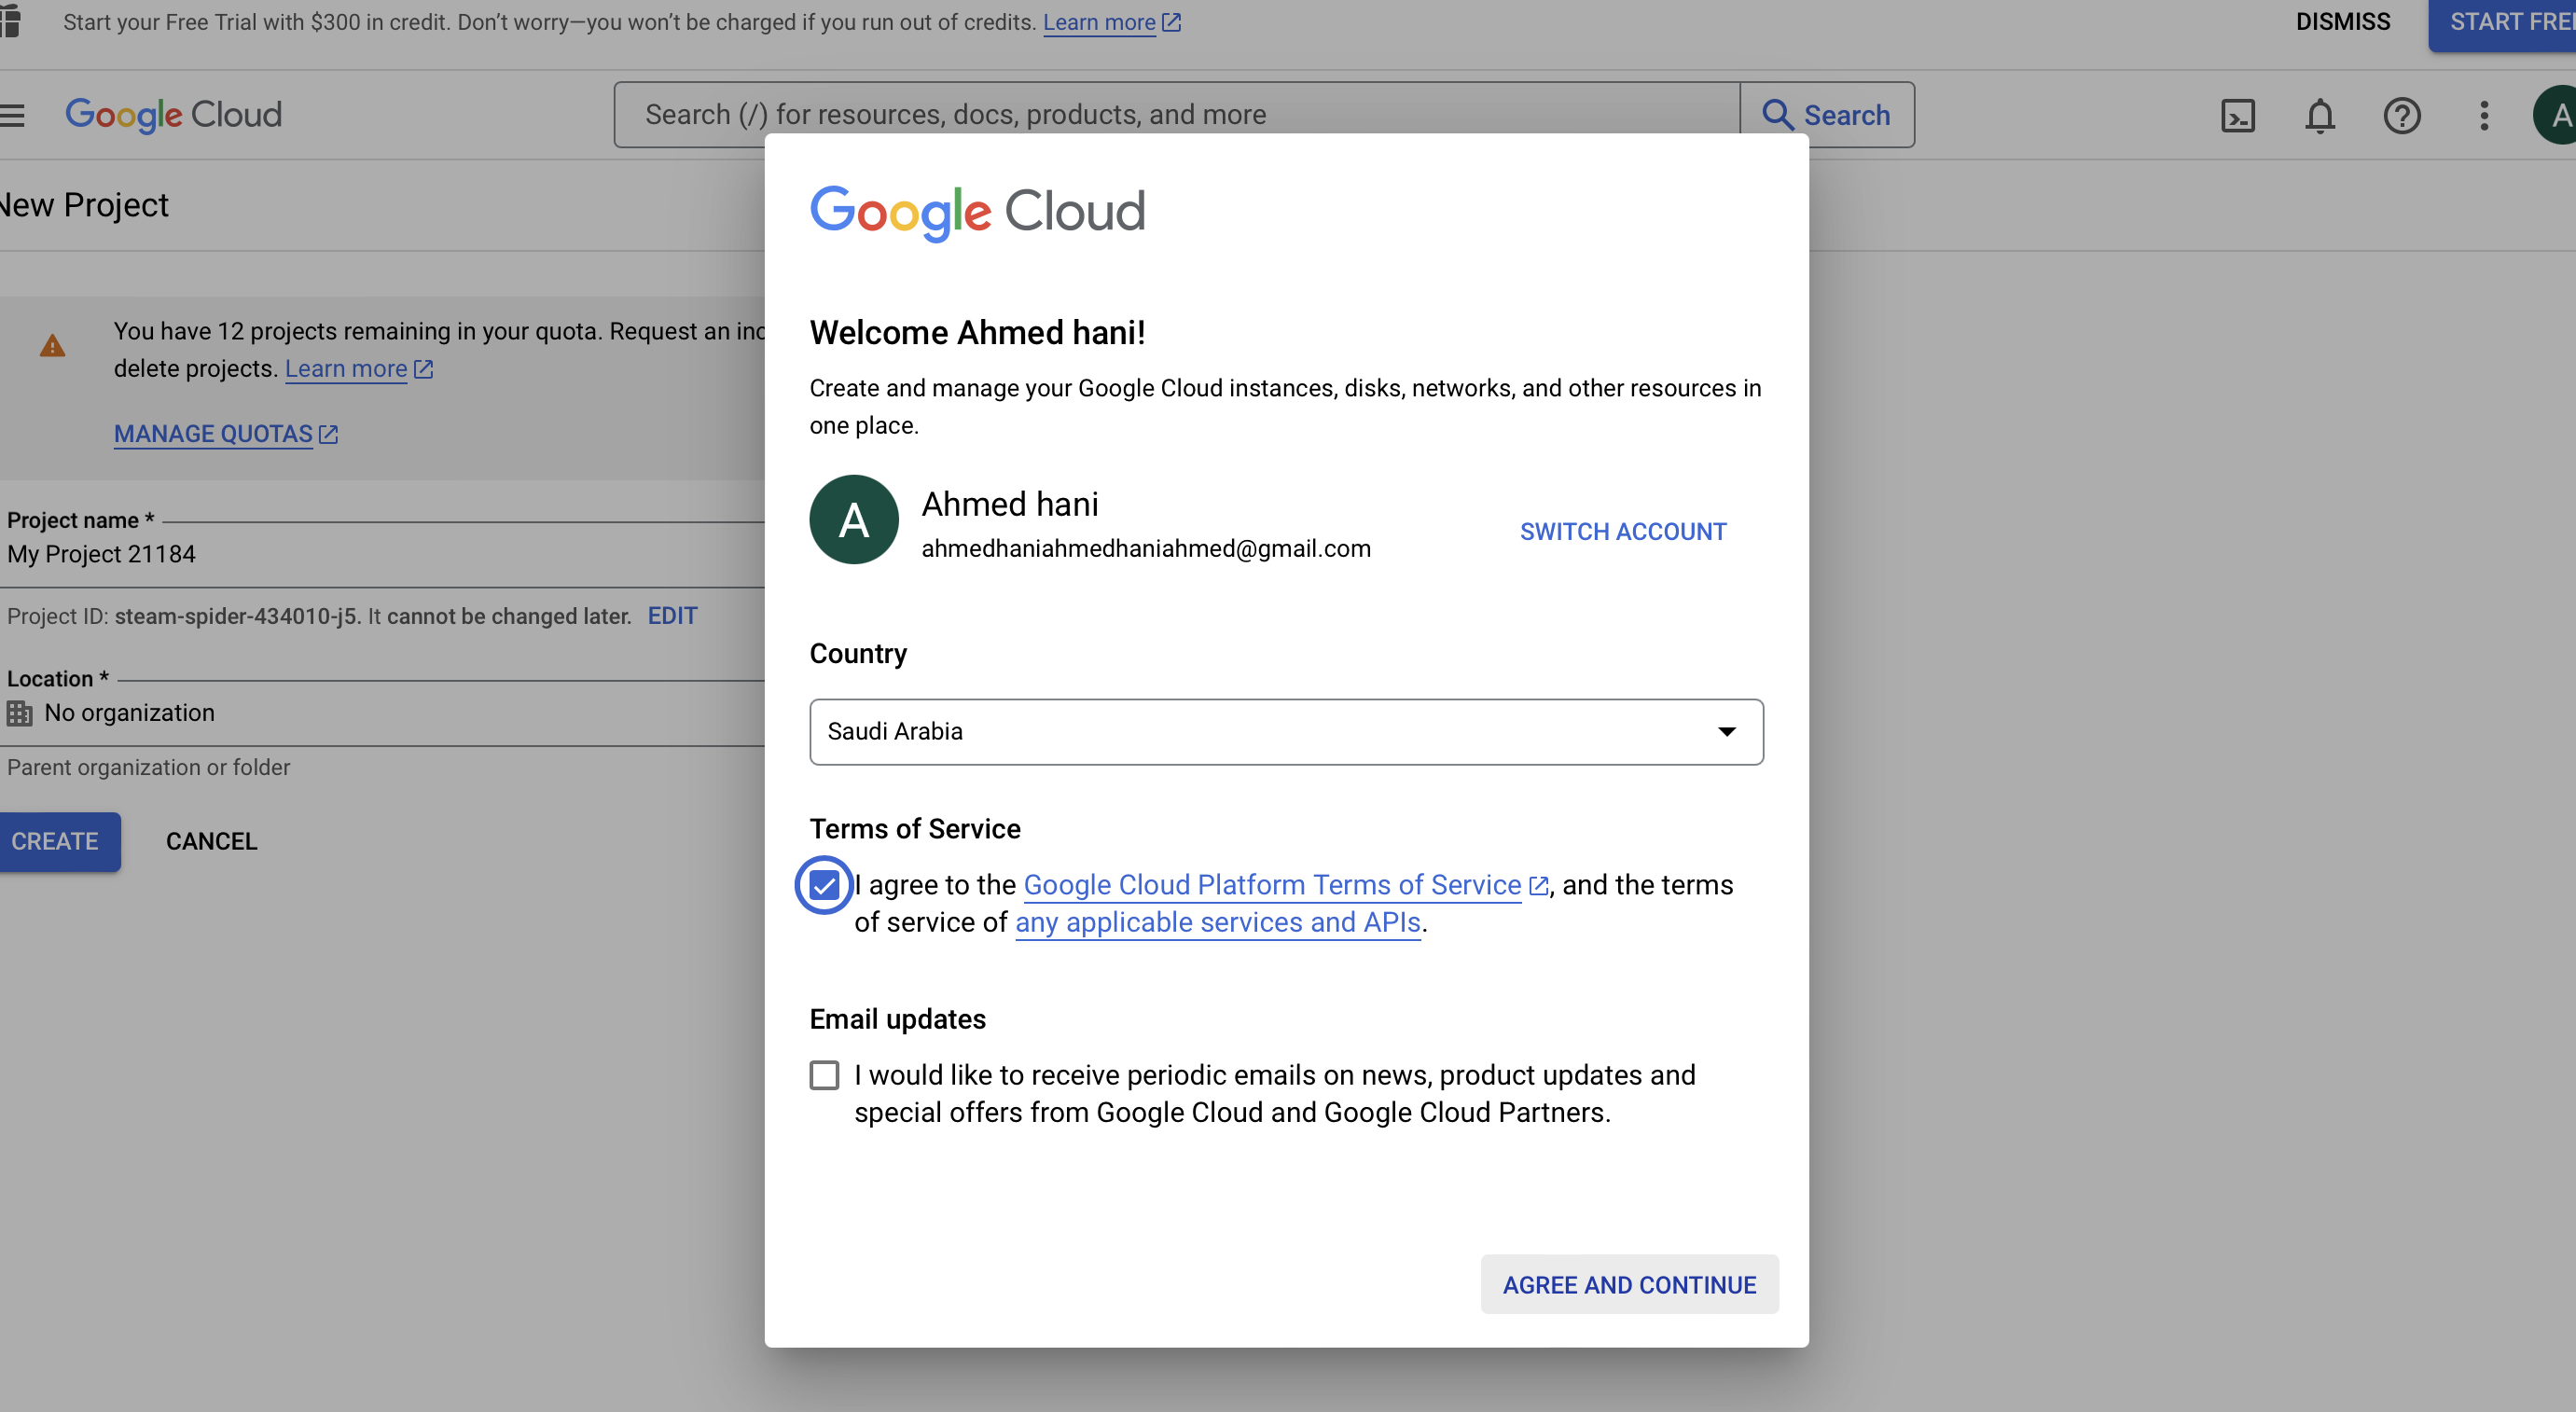 Start your Free Trial with $300 in credit. Don’t worry—you won’t be charged if you run out of credits. Learn more
DISMISS
START FREE
Google Cloud
Search (/) for resources, docs, products, and more
Search
A
New Project
You have 12 projects remaining in your quota. Request an
delete projects. Learn more
MANAGE QUOTAS
Project name *
My Project 21184
Project ID: steam-spider-434010-j5. It cannot be changed later. EDIT
Location *
No organization
Parent organization or folder
CREATE
CANCEL
Google Cloud
Welcome Ahmed hani!
Create and manage your Google Cloud instances, disks, networks, and other resources in
one place.
A
Ahmed hani
ahmedhaniahmedhaniahmed@gmail.com
SWITCH ACCOUNT
Country
Saudi Arabia
Terms of Service
I agree to the Google Cloud Platform Terms of Service, and the terms
of service of any applicable services and APIs.
Email updates
I would like to receive periodic emails on news, product updates and
special offers from Google Cloud and Google Cloud Partners.
AGREE AND CONTINUE